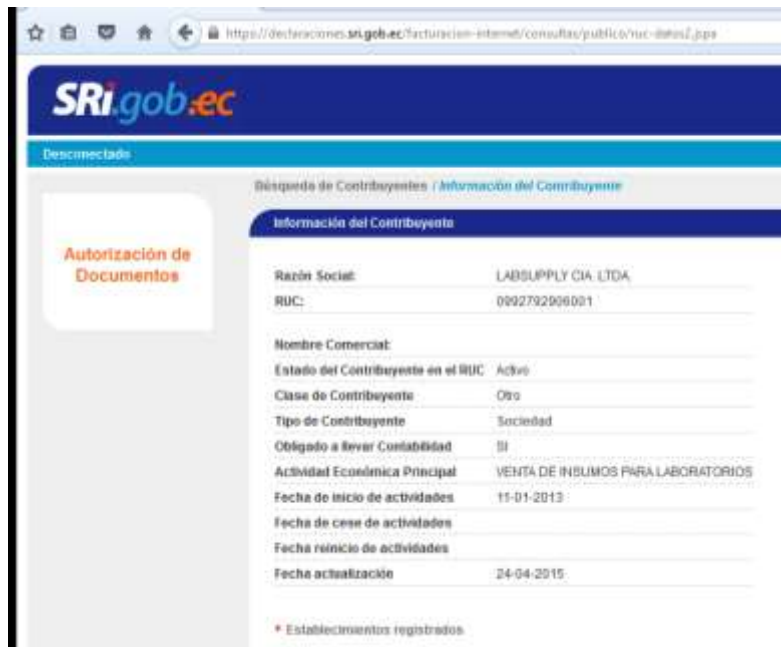 https://declaraciones.sri.gob.ec/facturacion-internet/consultas/publico/ruc-datos2.jspa
SRi.gob.ec
Desconectado
Búsqueda de Contribuyentes / Información del Contribuyente
Información del Contribuyente
Autorización de
Documentos
Razón Social: LABSUPPLY CIA. LTDA.
RUC: 0992792906001
Nombre Comercial:
Estado del Contribuyente en el RUC Activo
Clase de Contribuyente Otro
Tipo de Contribuyente Sociedad
Obligado a llevar Contabilidad SI
Actividad Económica Principal VENTA DE INSUMOS PARA LABORATORIOS
Fecha de inicio de actividades 11-01-2013
Fecha de cese de actividades
Fecha reinicio de actividades
Fecha actualización 24-04-2015
* Establecimientos registrados